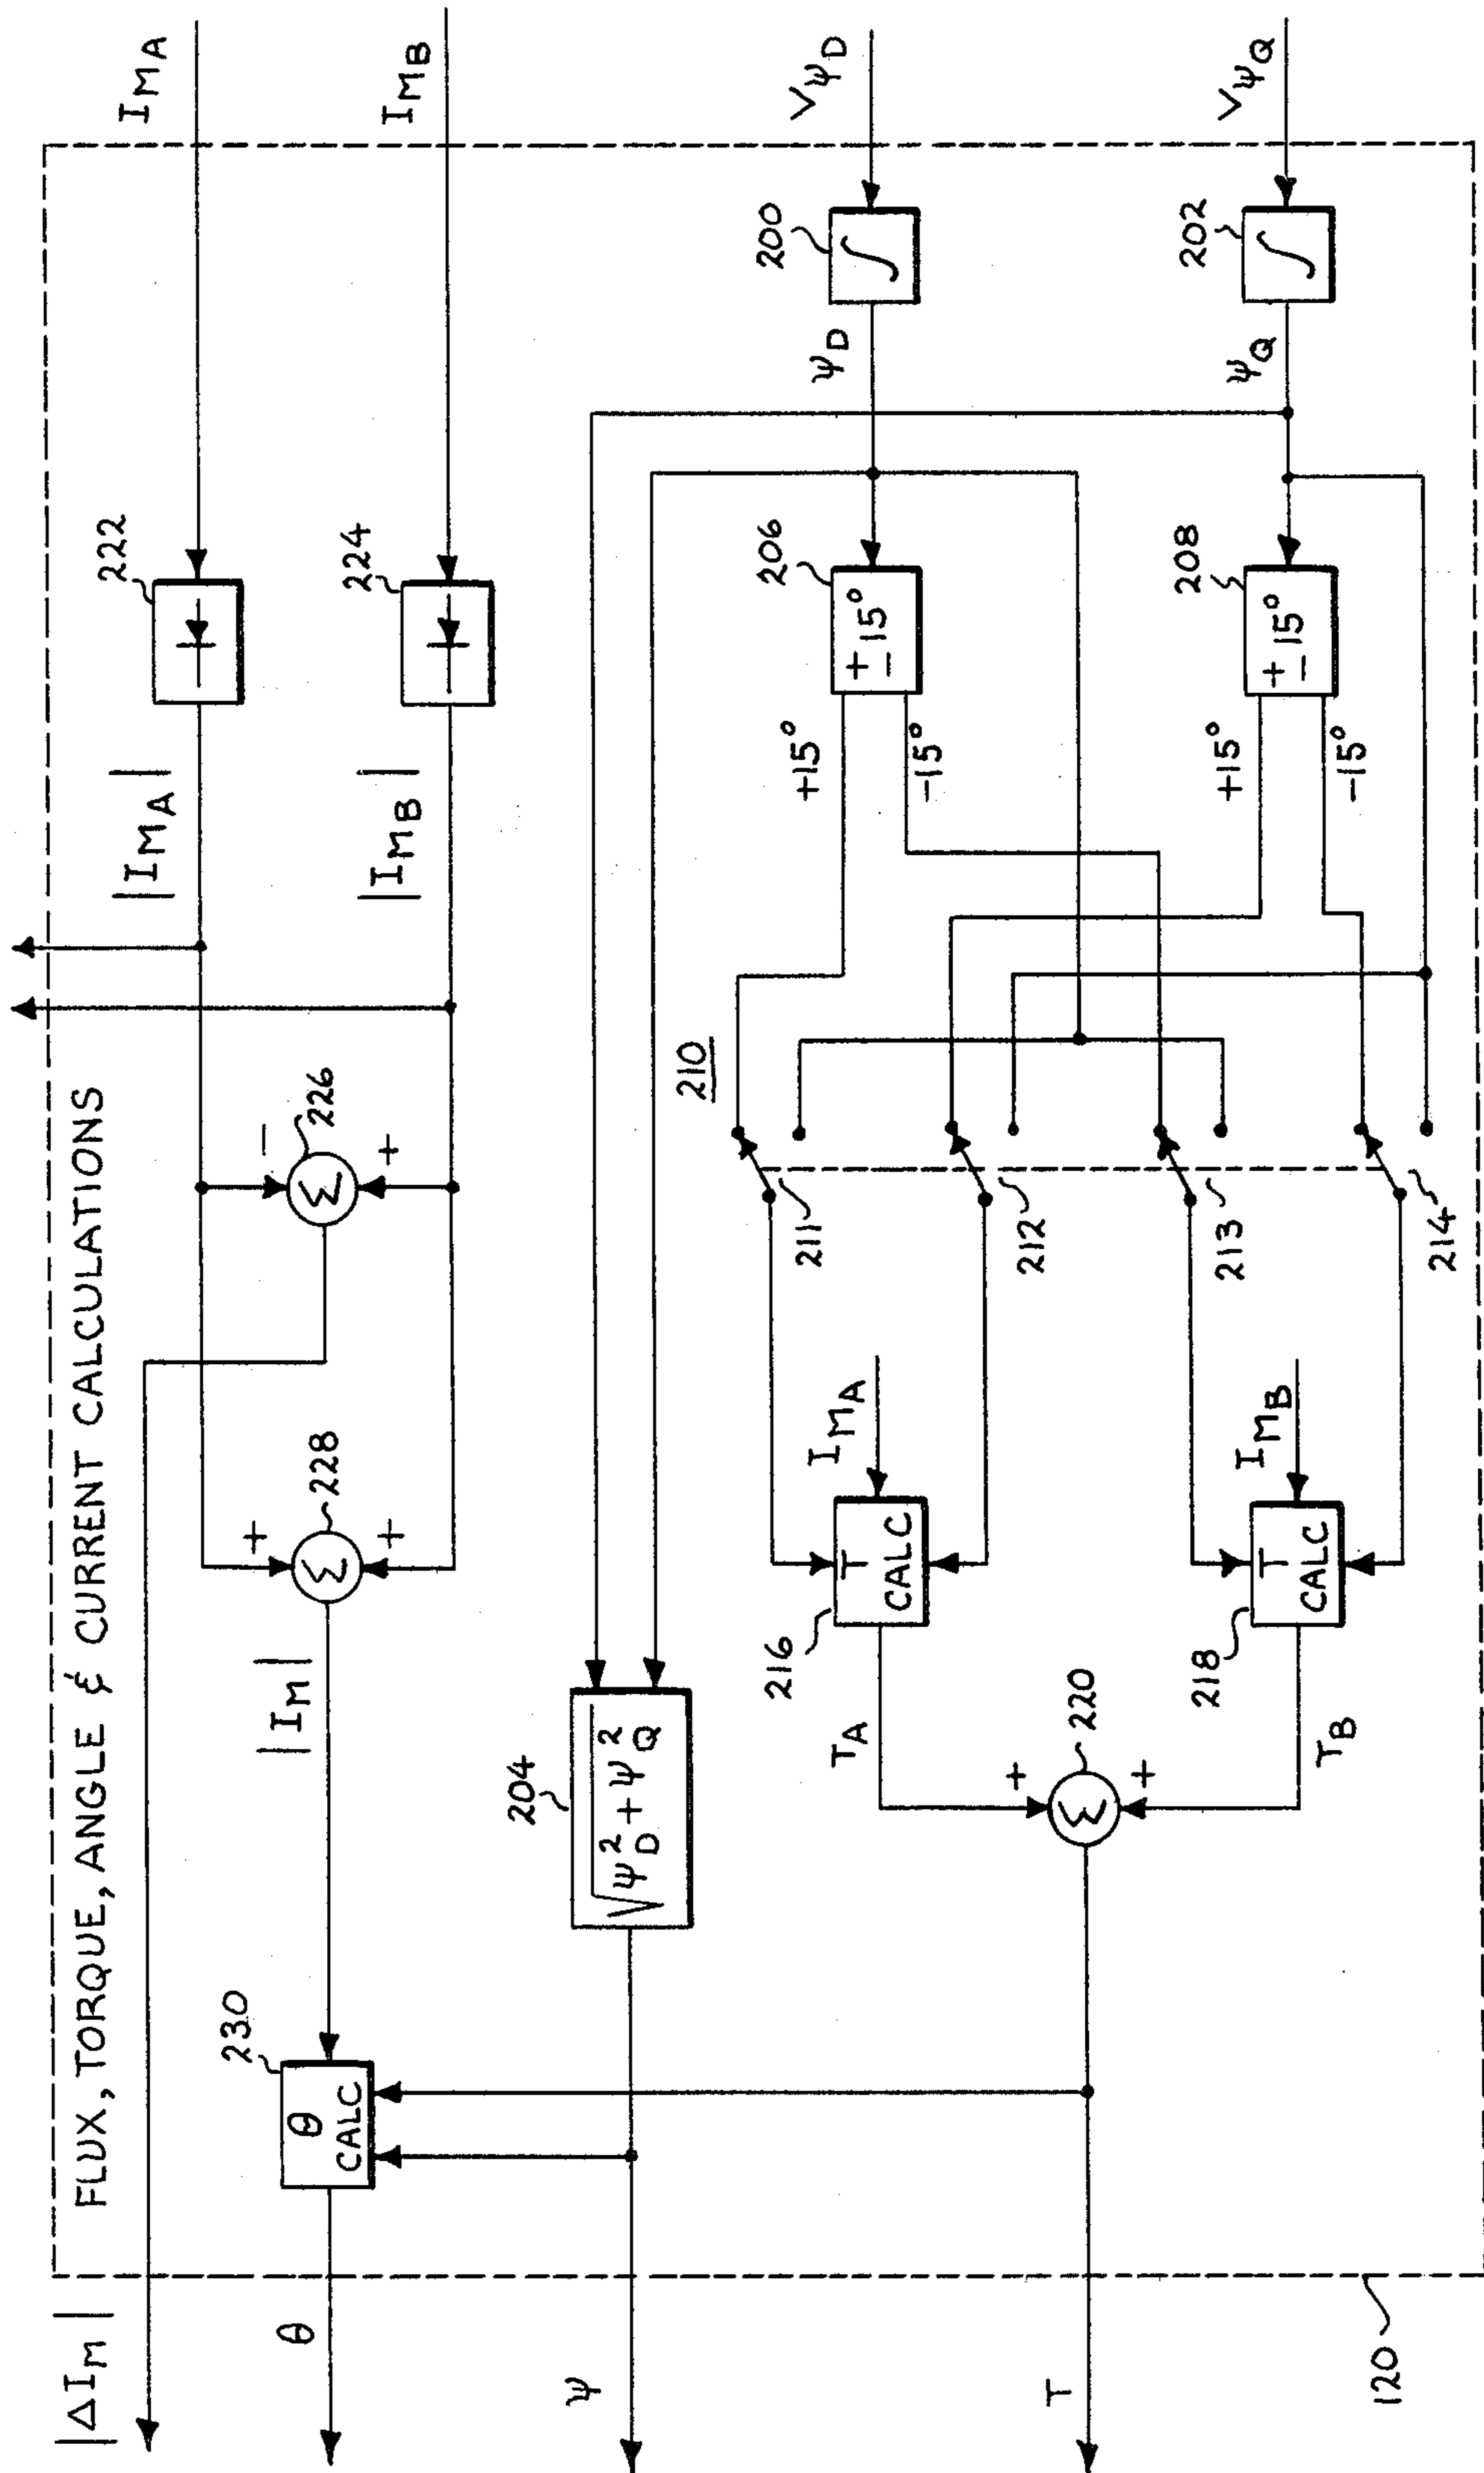 |ΔI_M|
FLUX, TORQUE, ANGLE & CURRENT CALCULATIONS
I_MA
222
|I_MA|
I_MB
224
|I_MB|
226
−
+
228
+
+
|I_M|
230
θ
CALC
θ
204
√ψ²_D + ψ²_Q
ψ
V_ψD
200
∫
ψ_D
206
± 15°
+15°
−15°
V_ψQ
202
∫
ψ_Q
208
± 15°
+15°
−15°
210
211
212
213
214
Σ
Σ
I_MA
T
CALC
216
T_A
I_MB
T
CALC
218
T_B
220
+
+
Σ
T
120